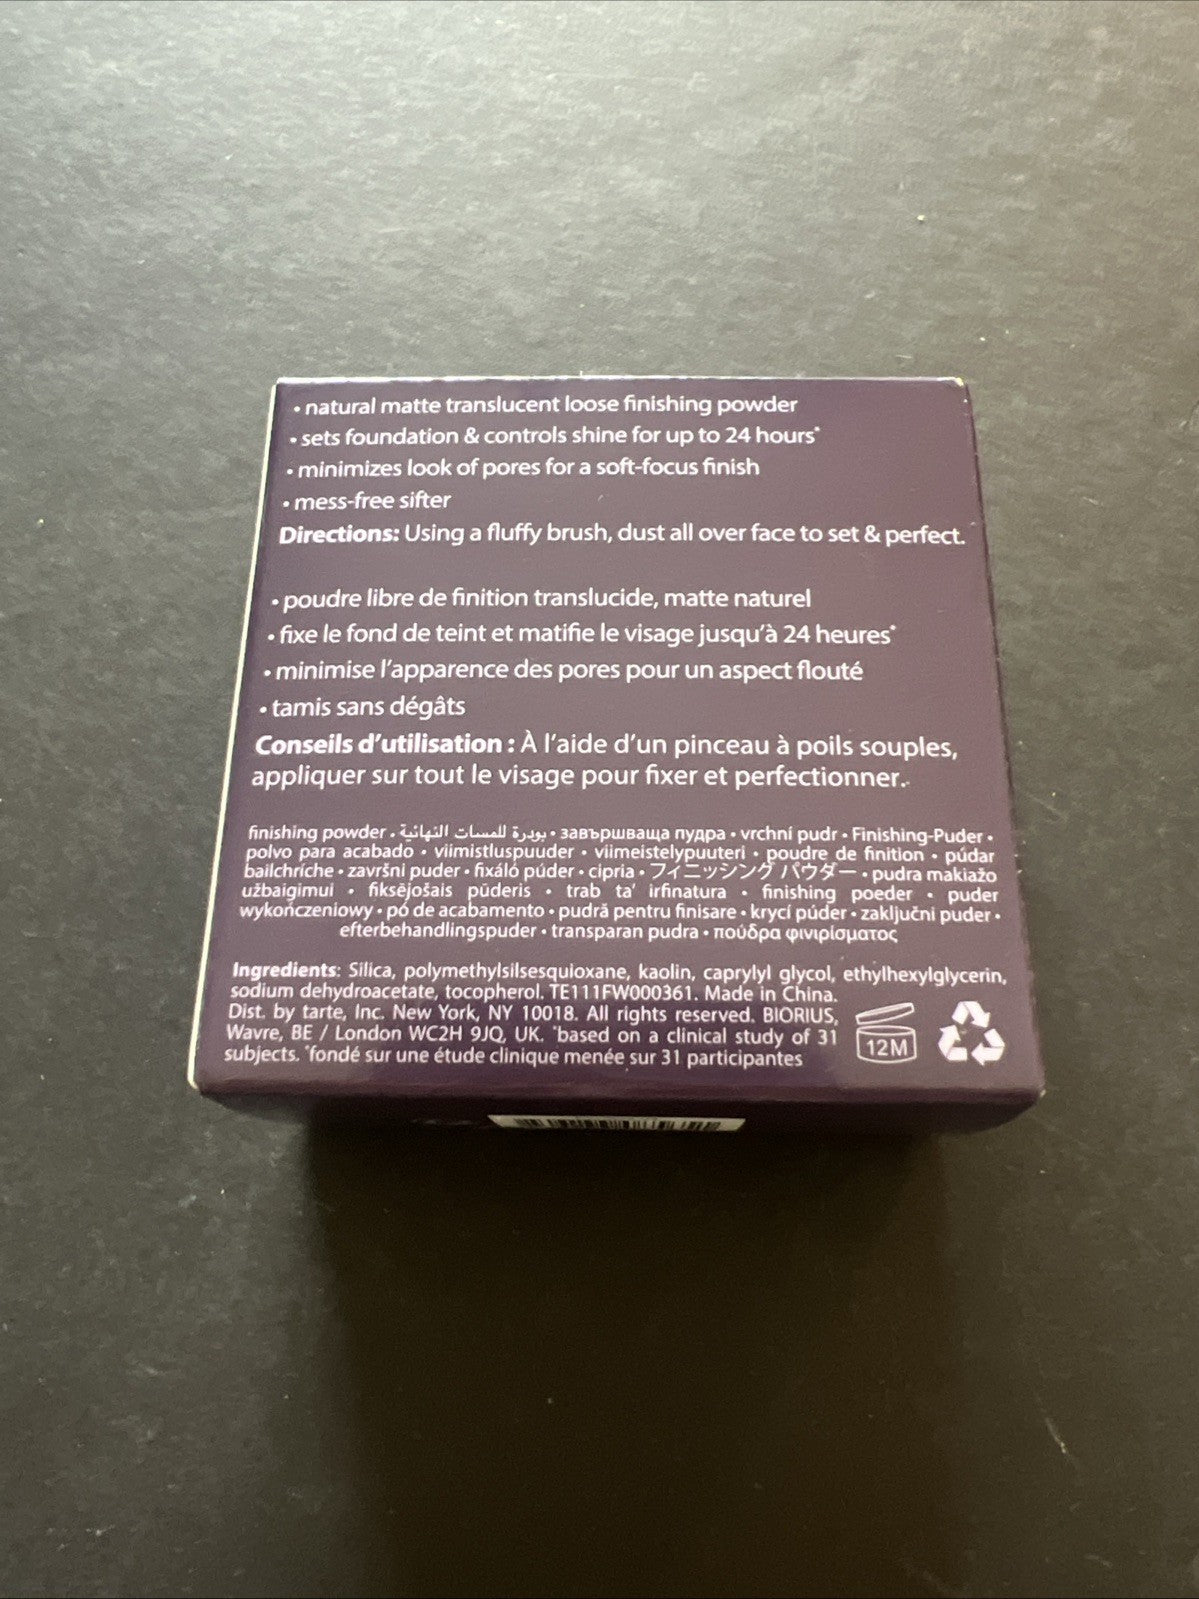 • natural matte translucent loose finishing powder
• sets foundation & controls shine for up to 24 hours*
• minimizes look of pores for a soft-focus finish
• mess-free sifter
Directions: Using a fluffy brush, dust all over face to set & perfect.
• poudre libre de finition translucide, matte naturel
• fixe le fond de teint et matifie le visage jusqu'à 24 heures*
• minimise l'apparence des pores pour un aspect flouté
• tamis sans dégâts
Conseils d'utilisation : À l'aide d'un pinceau à poils souples,
appliquer sur tout le visage pour fixer et perfectionner.
finishing powder • بودرة للمسات النهائية • завършваща пудра • vrchní pudr • Finishing-Puder •
polvo para acabado • viimistluspuuder • viimeistelypuuteri • poudre de finition • púdar
bailchríche • završni puder • fixáló púder • cipria • フィニッシング パウダー • pudra makiažo
užbaigimui • fiksējošais pūderis • trab ta' irfinatura • finishing poeder • puder
wykończeniowy • pó de acabamento • pudră pentru finisare • krycí púder • zaključni puder •
efterbehandlingspuder • transparan pudra • πούδρα φινιρίσματος
Ingredients: Silica, polymethylsilsesquioxane, kaolin, caprylyl glycol, ethylhexylglycerin,
sodium dehydroacetate, tocopherol. TE111FW000361. Made in China.
Dist. by tarte, Inc. New York, NY 10018. All rights reserved. BIORIUS,
Wavre, BE / London WC2H 9JQ, UK. *based on a clinical study of 31
subjects. *fondé sur une étude clinique menée sur 31 participantes
12M